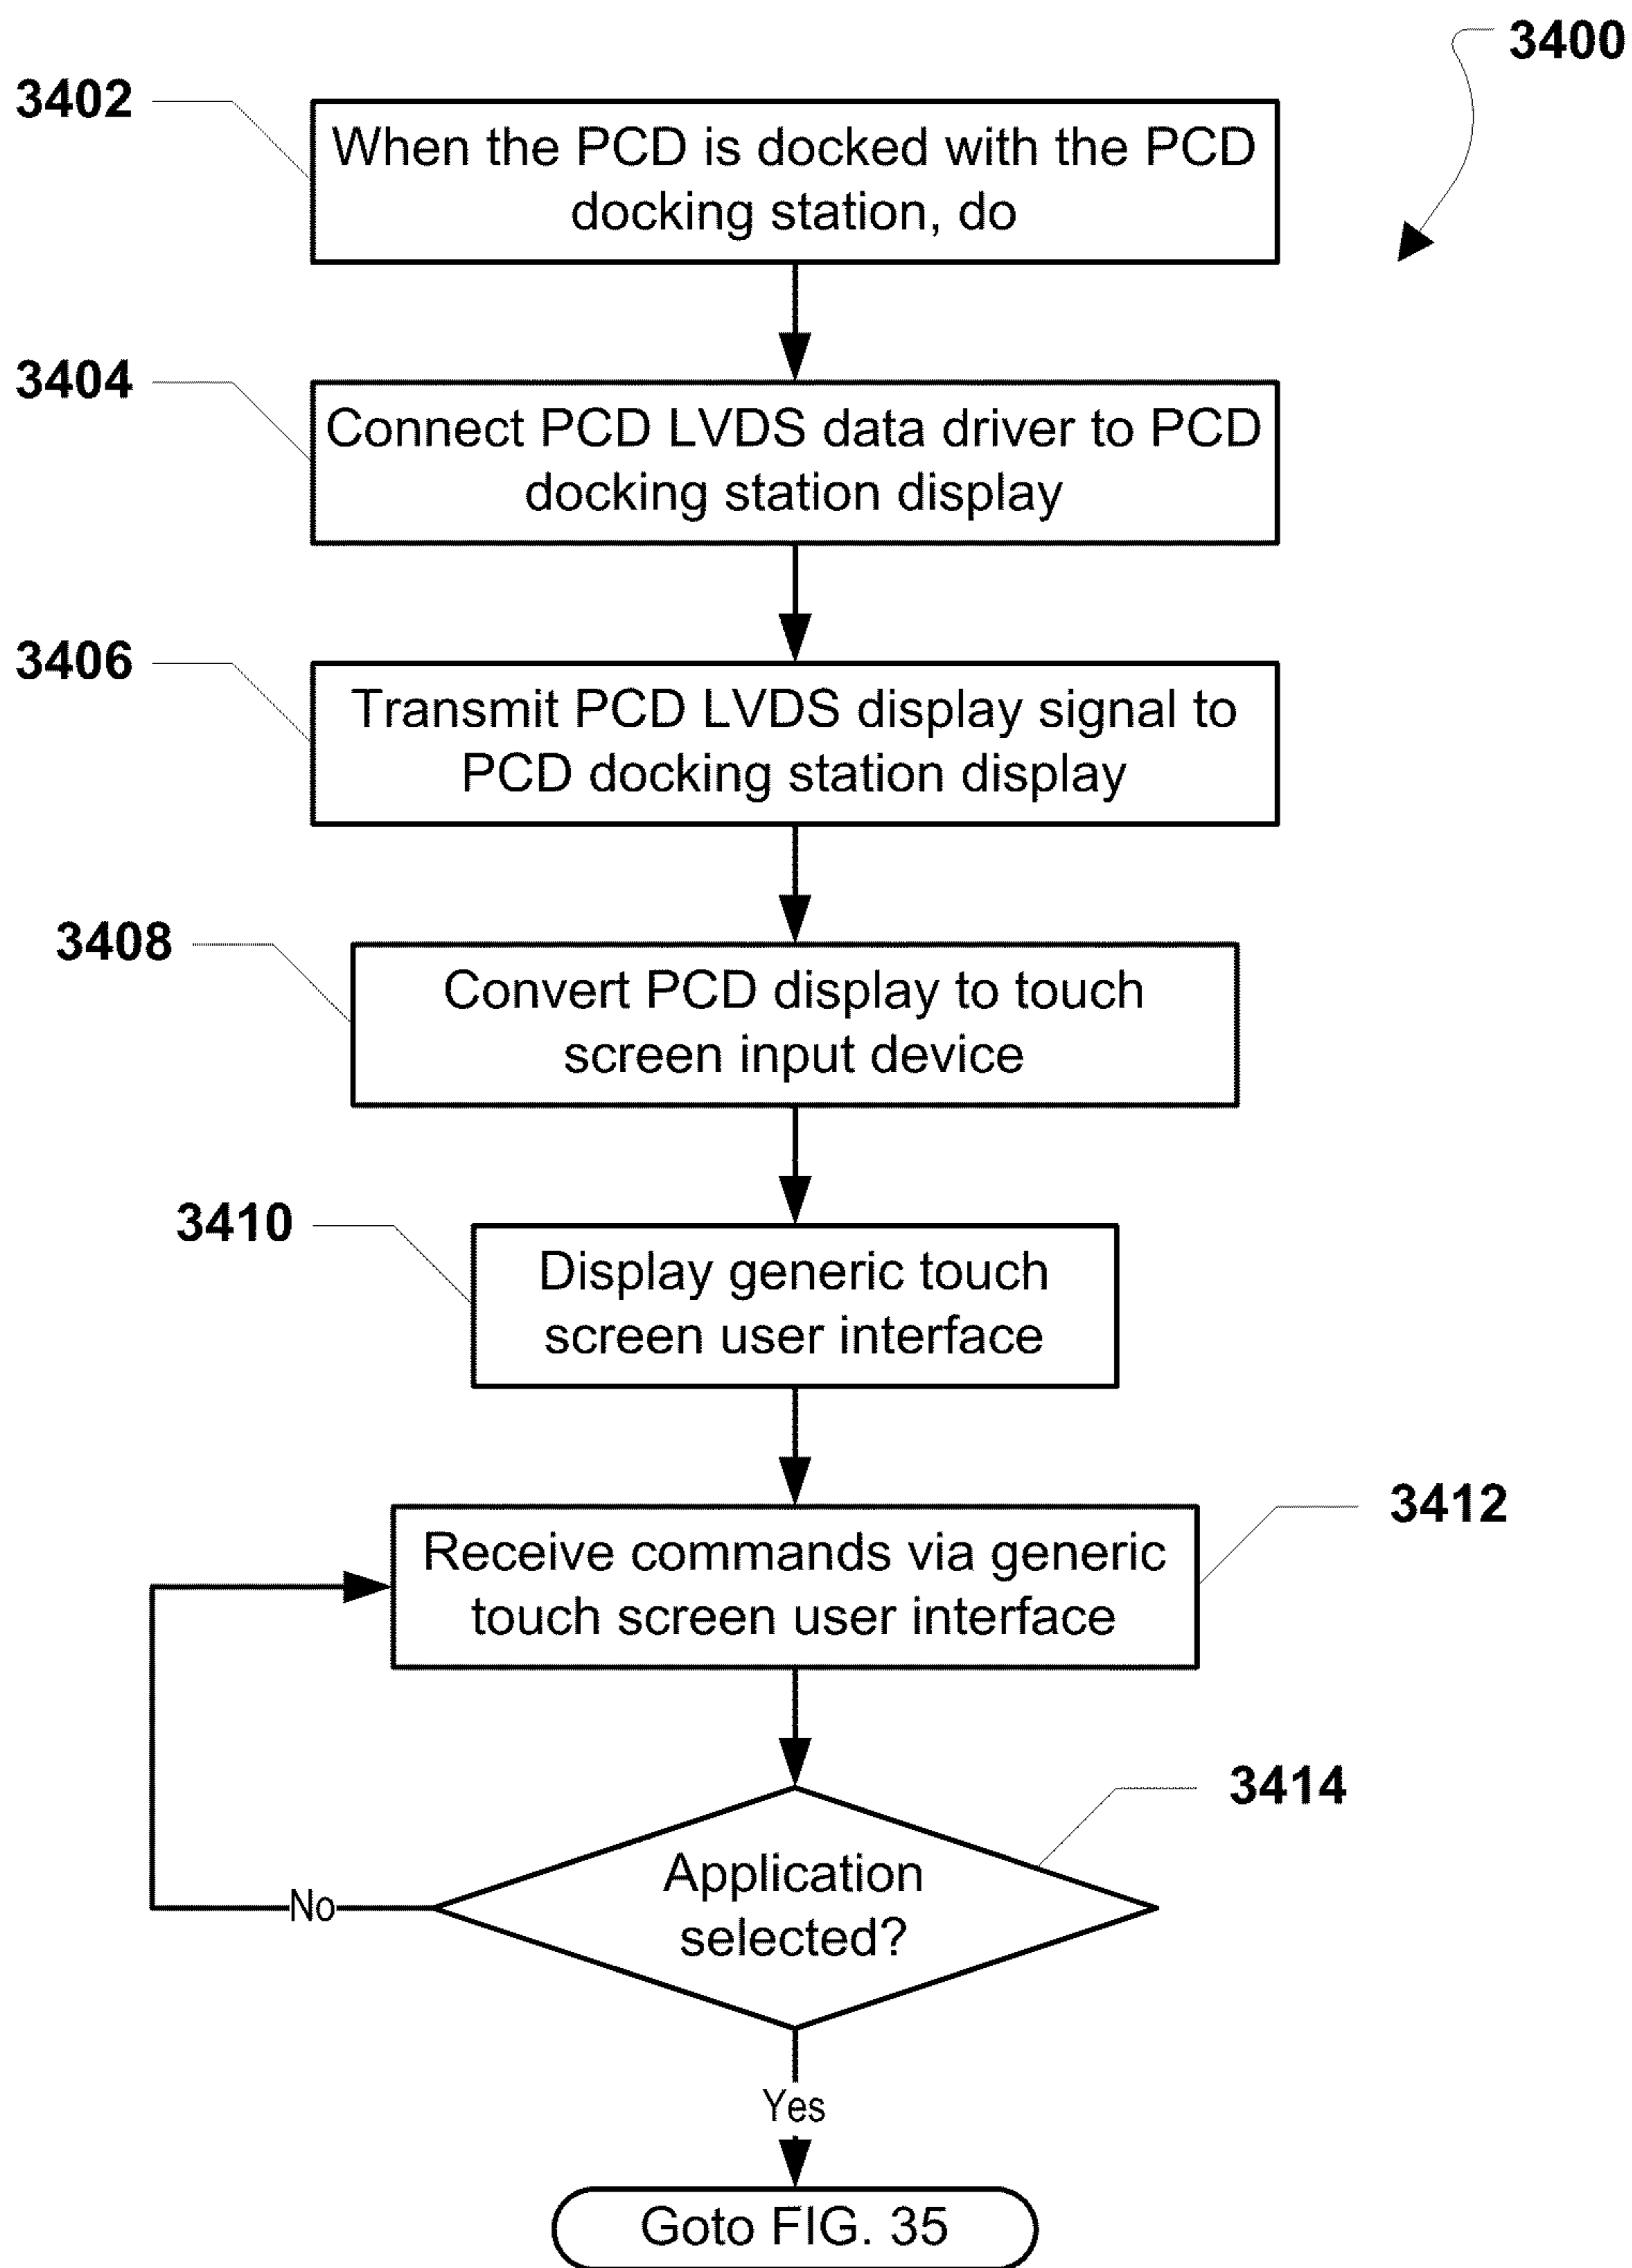 3400
3402
When the PCD is docked with the PCD
docking station, do
3404
Connect PCD LVDS data driver to PCD
docking station display
3406
Transmit PCD LVDS display signal to
PCD docking station display
3408
Convert PCD display to touch
screen input device
3410
Display generic touch
screen user interface
3412
Receive commands via generic
touch screen user interface
3414
Application
selected?
No
Yes
Goto FIG. 35